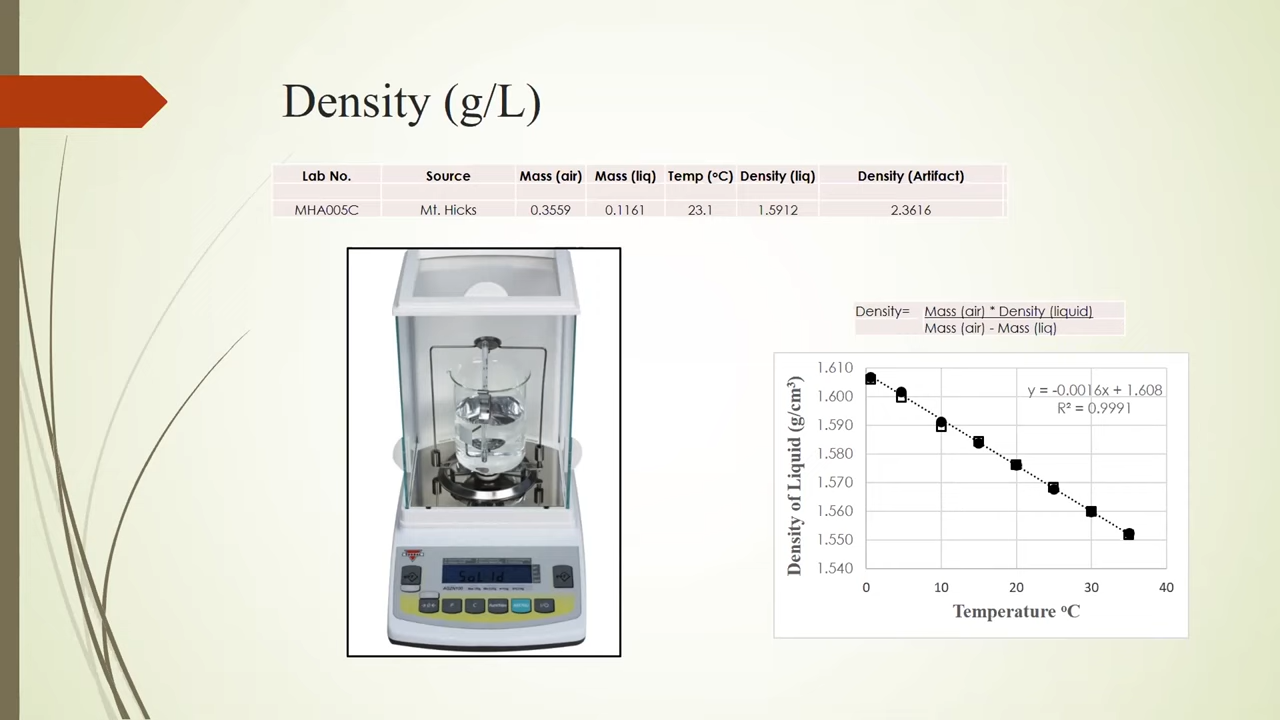 Density (g/L)
Lab No. Source Mass (air) Mass (liq) Temp (ᵒC) Density (liq) Density (Artifact)
MHA005C Mt. Hicks 0.3559 0.1161 23.1 1.5912 2.3616
Density= Mass (air) * Density (liquid)
Mass (air) - Mass (liq)
1.610
1.600
1.590
1.580
1.570
1.560
1.550
1.540
Density of Liquid (g/cm³)
y = -0.0016x + 1.608
R² = 0.9991
0 10 20 30 40
Temperature ᵒC
Solid